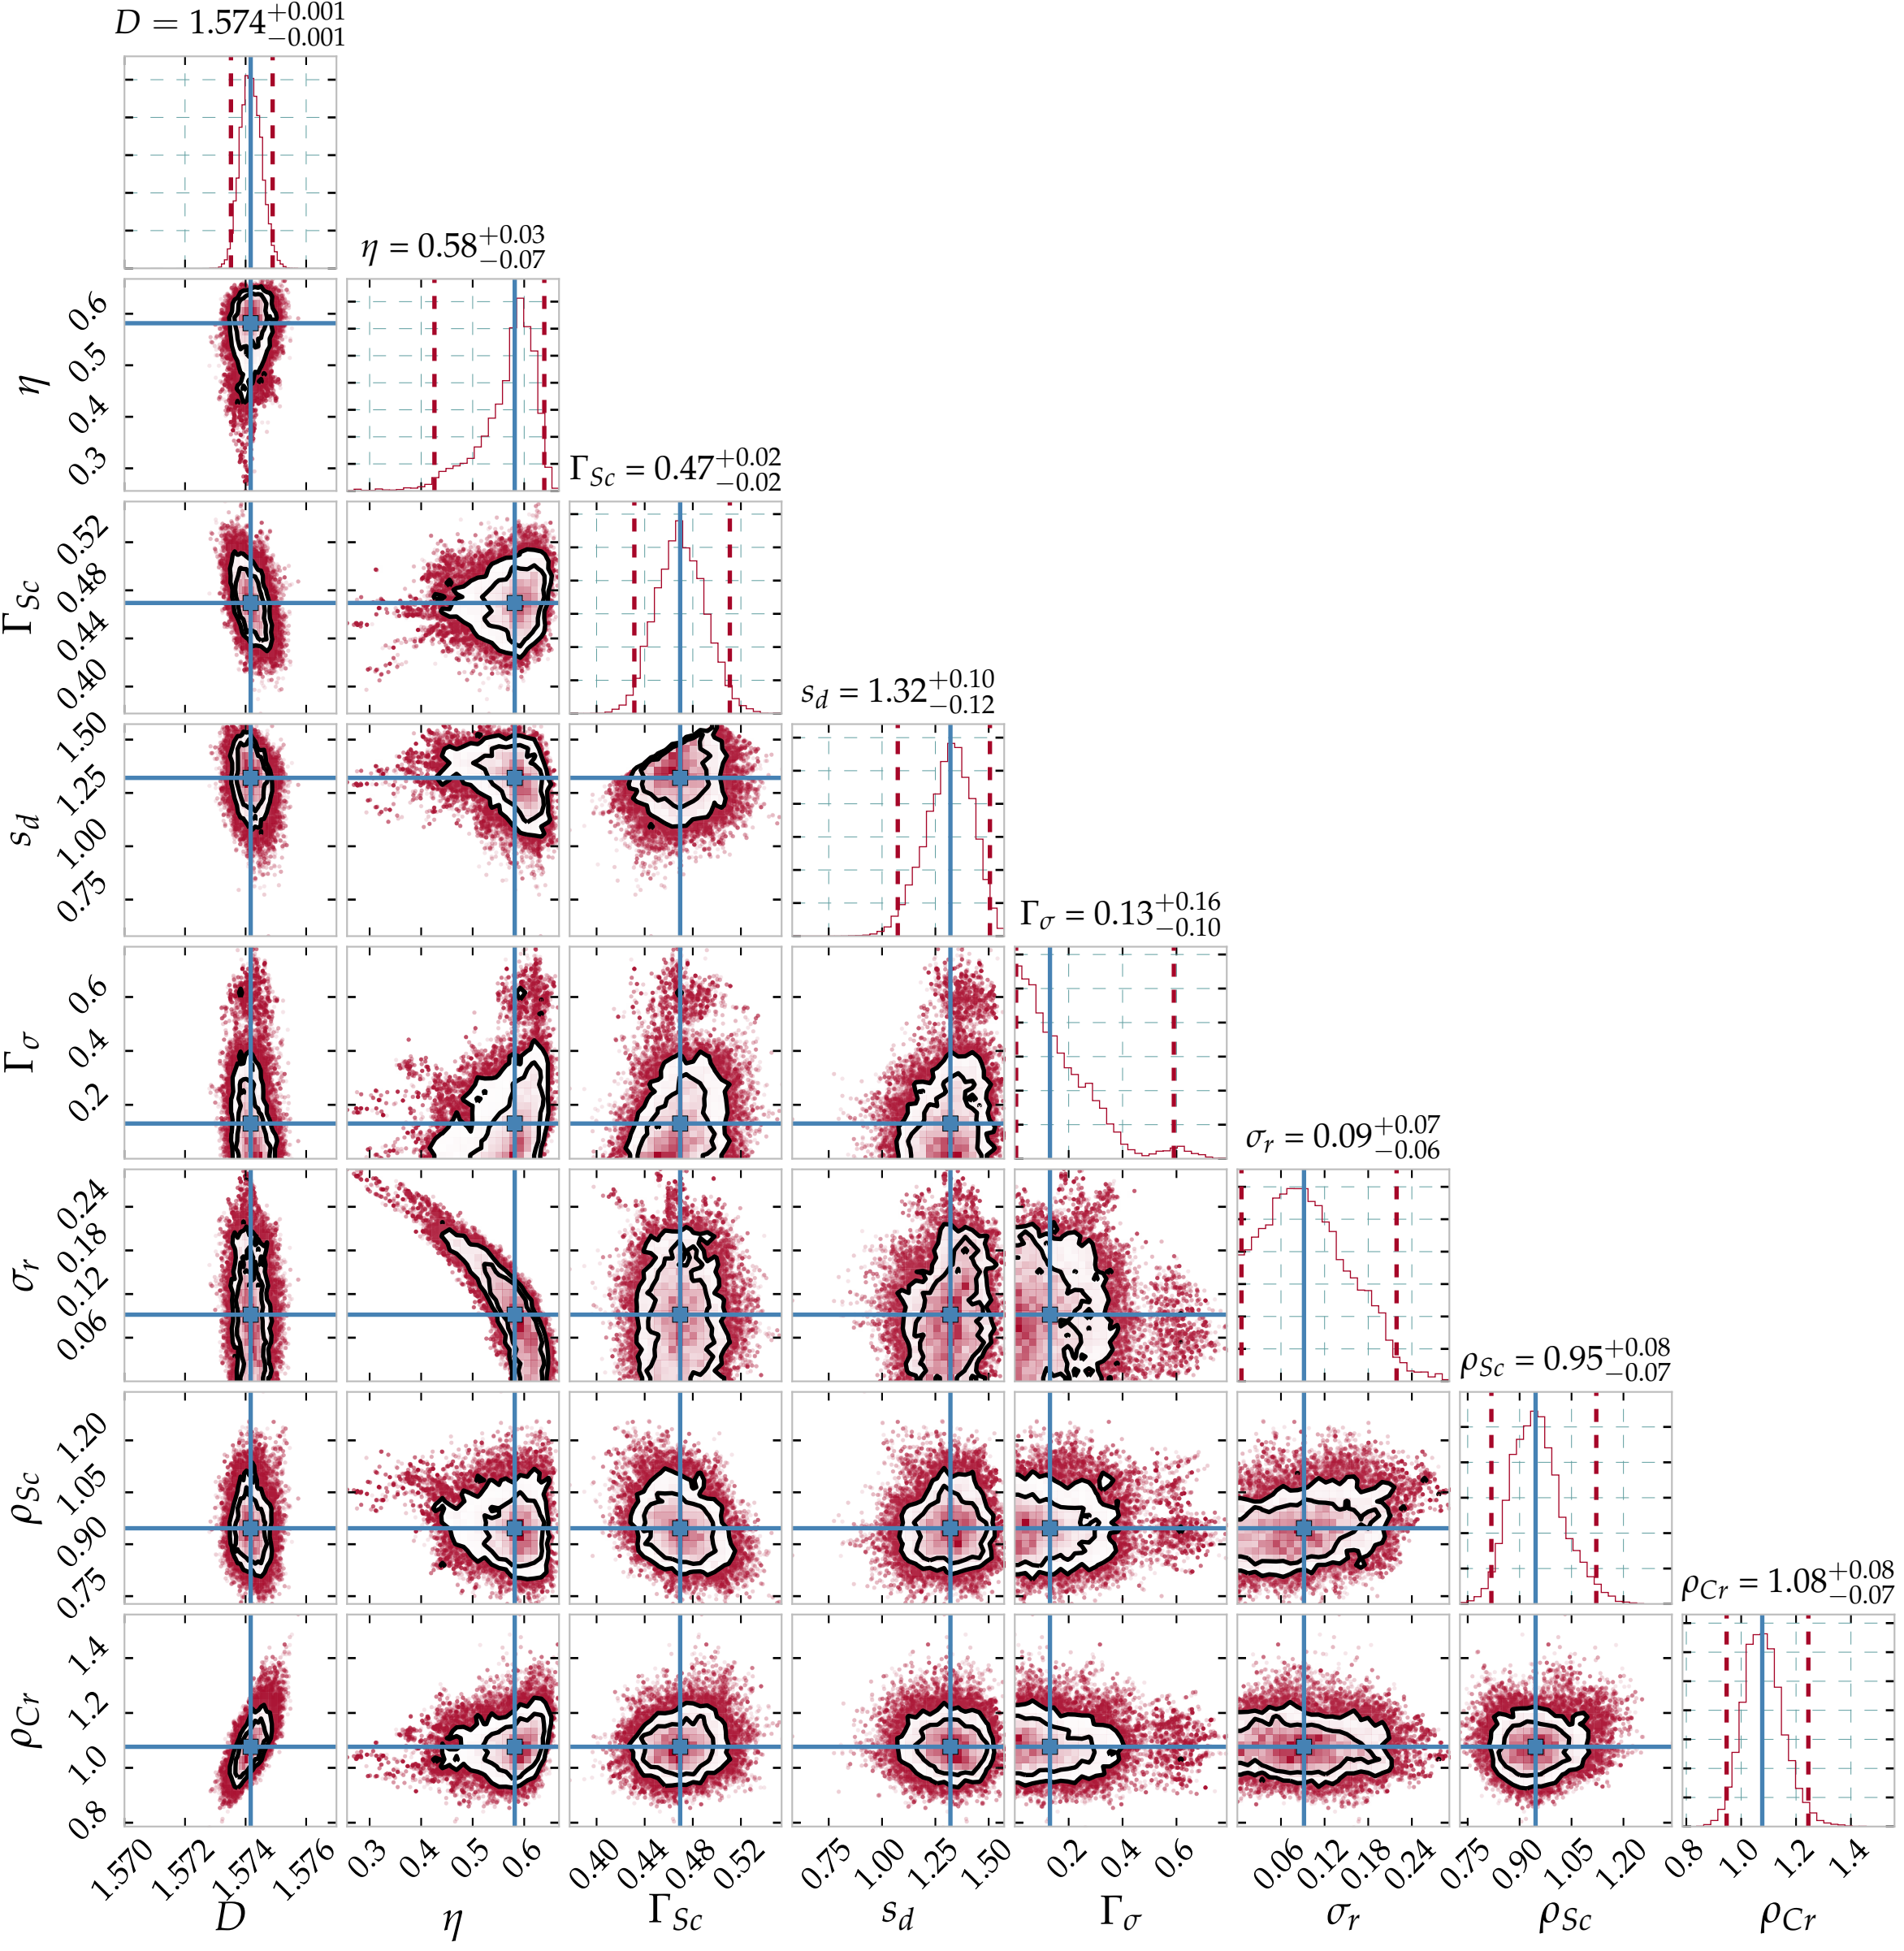 D = 1.574^{+0.001}_{−0.001}
η = 0.58^{+0.03}_{−0.07}
η
0.6
0.5
0.4
0.3
Γ_{Sc} = 0.47^{+0.02}_{−0.02}
Γ_{Sc}
0.52
0.48
0.44
0.40
s_d = 1.32^{+0.10}_{−0.12}
s_d
1.50
1.25
1.00
0.75
Γ_σ = 0.13^{+0.16}_{−0.10}
Γ_σ
0.6
0.4
0.2
σ_r = 0.09^{+0.07}_{−0.06}
σ_r
0.24
0.18
0.12
0.06
ρ_{Sc} = 0.95^{+0.08}_{−0.07}
ρ_{Sc}
1.20
1.05
0.90
0.75
ρ_{Cr} = 1.08^{+0.08}_{−0.07}
ρ_{Cr}
1.4
1.2
1.0
0.8
1.570 1.572 1.574 1.576 0.3 0.4 0.5 0.6 0.40 0.44 0.48 0.52 0.75 1.00 1.25 1.50 0.2 0.4 0.6 0.06 0.12 0.18 0.24 0.75 0.90 1.05 1.20 0.8 1.0 1.2 1.4
D η Γ_{Sc} s_d Γ_σ σ_r ρ_{Sc} ρ_{Cr}